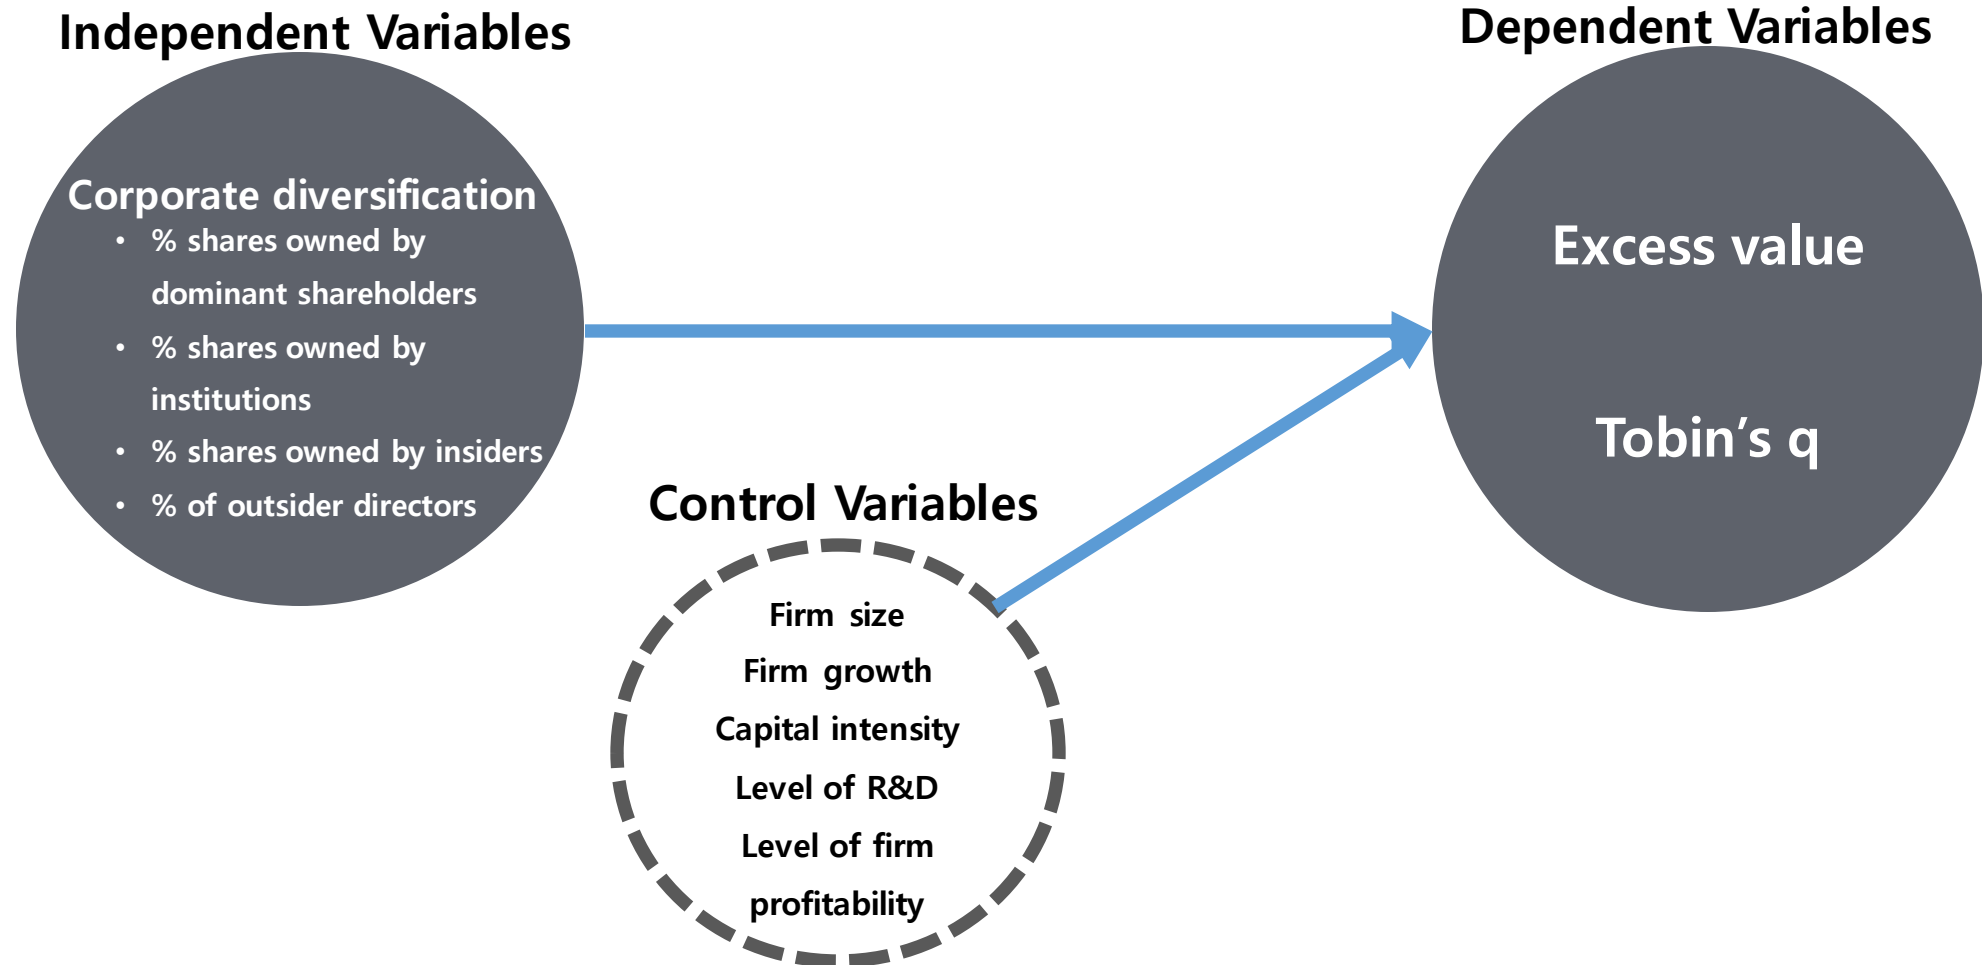 Independent Variables
Corporate diversification
• % shares owned by
dominant shareholders
• % shares owned by
institutions
• % shares owned by insiders
• % of outsider directors
Control Variables
Firm size
Firm growth
Capital intensity
Level of R&D
Level of firm
profitability
Dependent Variables
Excess value
Tobin’s q